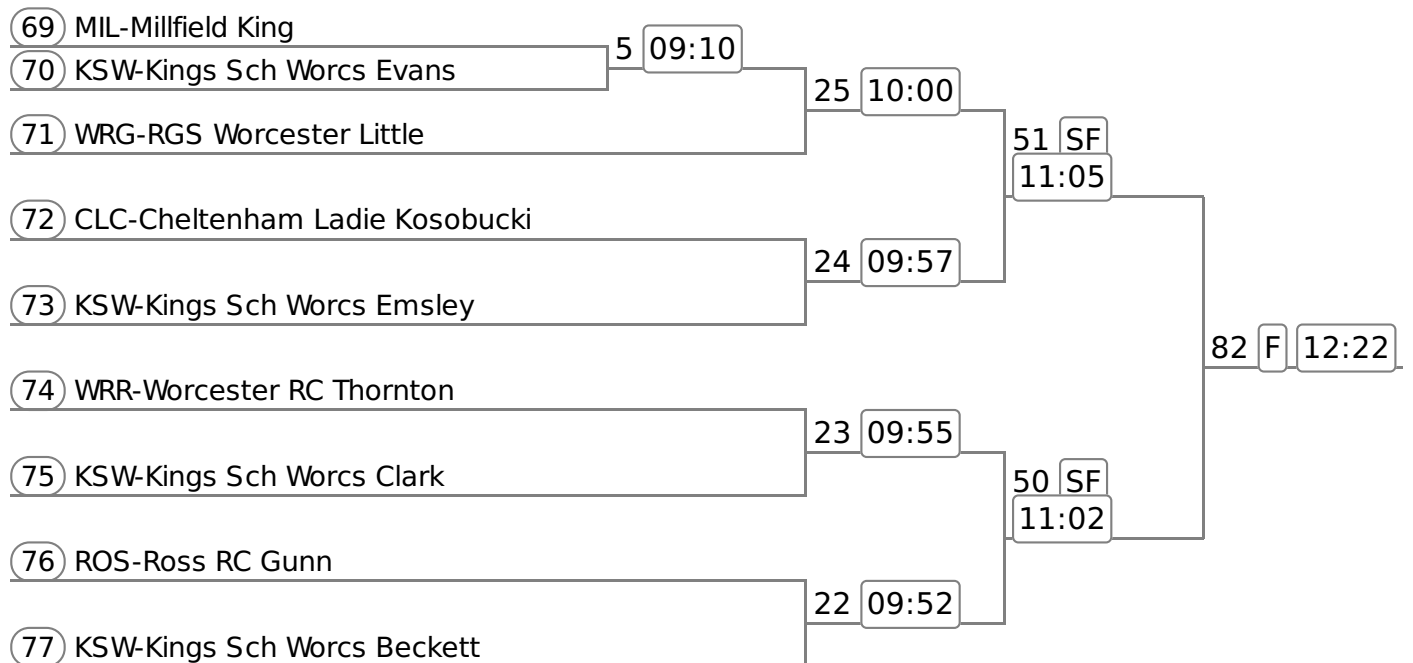 69 MIL-Millfield King
5 09:10
70 KSW-Kings Sch Worcs Evans
25 10:00
71 WRG-RGS Worcester Little
51 SF
11:05
72 CLC-Cheltenham Ladie Kosobucki
24 09:57
73 KSW-Kings Sch Worcs Emsley
82 F 12:22
74 WRR-Worcester RC Thornton
23 09:55
75 KSW-Kings Sch Worcs Clark
50 SF
11:02
76 ROS-Ross RC Gunn
22 09:52
77 KSW-Kings Sch Worcs Beckett